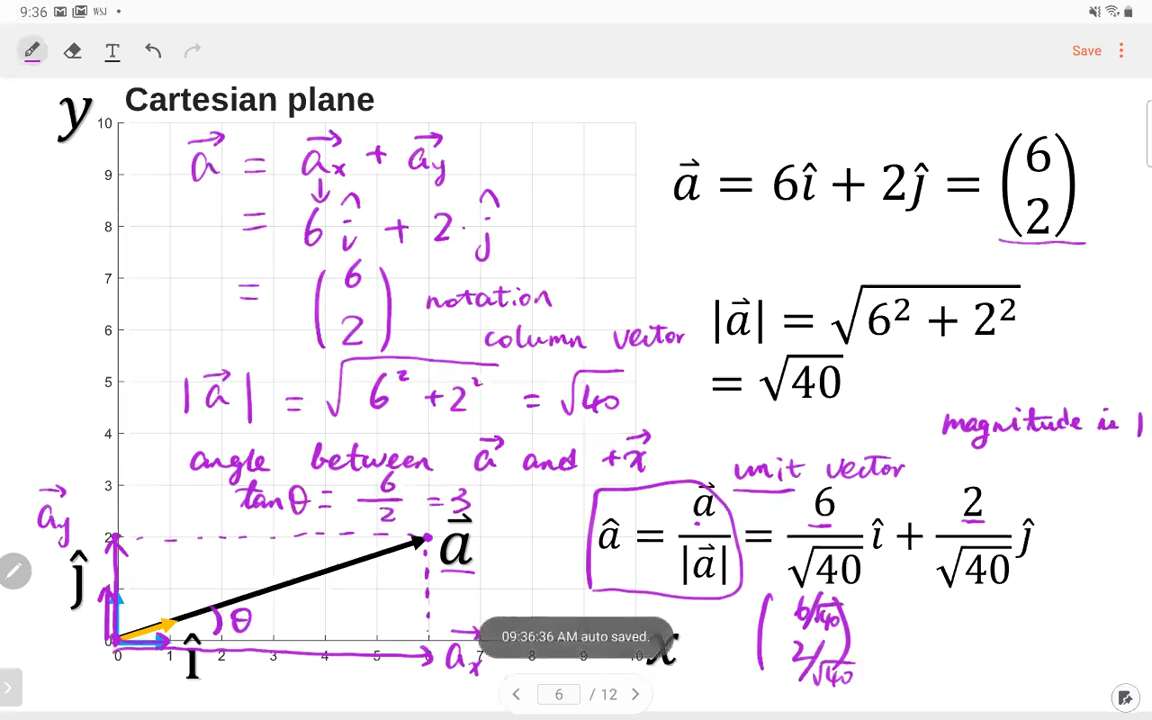 9:36 M WSJ •
T Save
y Cartesian plane
10
9
8
7
6
5
4
3
2
1
0
0 1 2 3 4 5 6 7 8 9 10
x
a⃗ = a⃗x + a⃗y
= 6 î + 2 · ĵ
= (6 2) notation
column vector
|a⃗| = √(6² + 2²) = √40
angle between a⃗ and +x⃗
tan θ = 6/2 = 3
a⃗y
ĵ
a⃗
θ
î
a⃗x
a⃗ = 6î + 2ĵ = (6 2)
|a⃗| = √(6² + 2²)
= √40
magnitude is 1
unit vector
â = a⃗/|a⃗| = 6/√40 î + 2/√40 ĵ
(6/√40 2/√40)
09:36:36 AM auto saved.
< 6 / 12 >